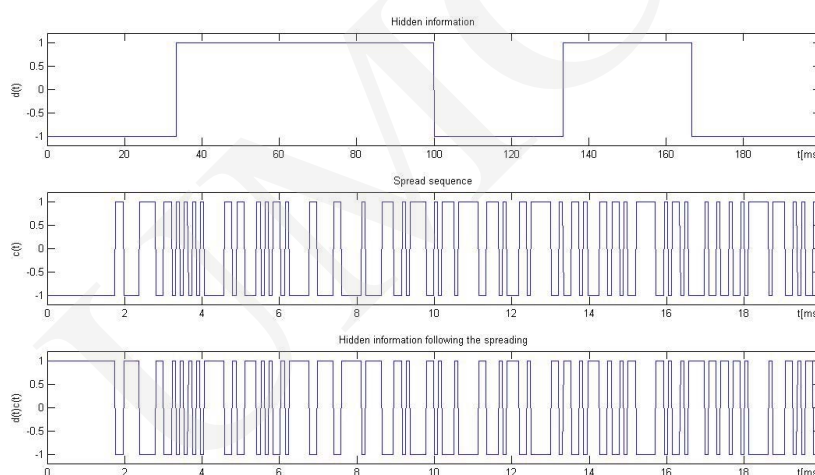 Hidden information
1
0.5
0
-0.5
-1
d(t)
0 20 40 60 80 100 120 140 160 180 t[ms
Spread sequence
1
0.5
0
-0.5
-1
c(t)
0 2 4 6 8 10 12 14 16 18 t[ms
Hidden information following the spreading
1
0.5
0
-0.5
-1
d(t)c(t)
0 2 4 6 8 10 12 14 16 18 t[ms
UMC